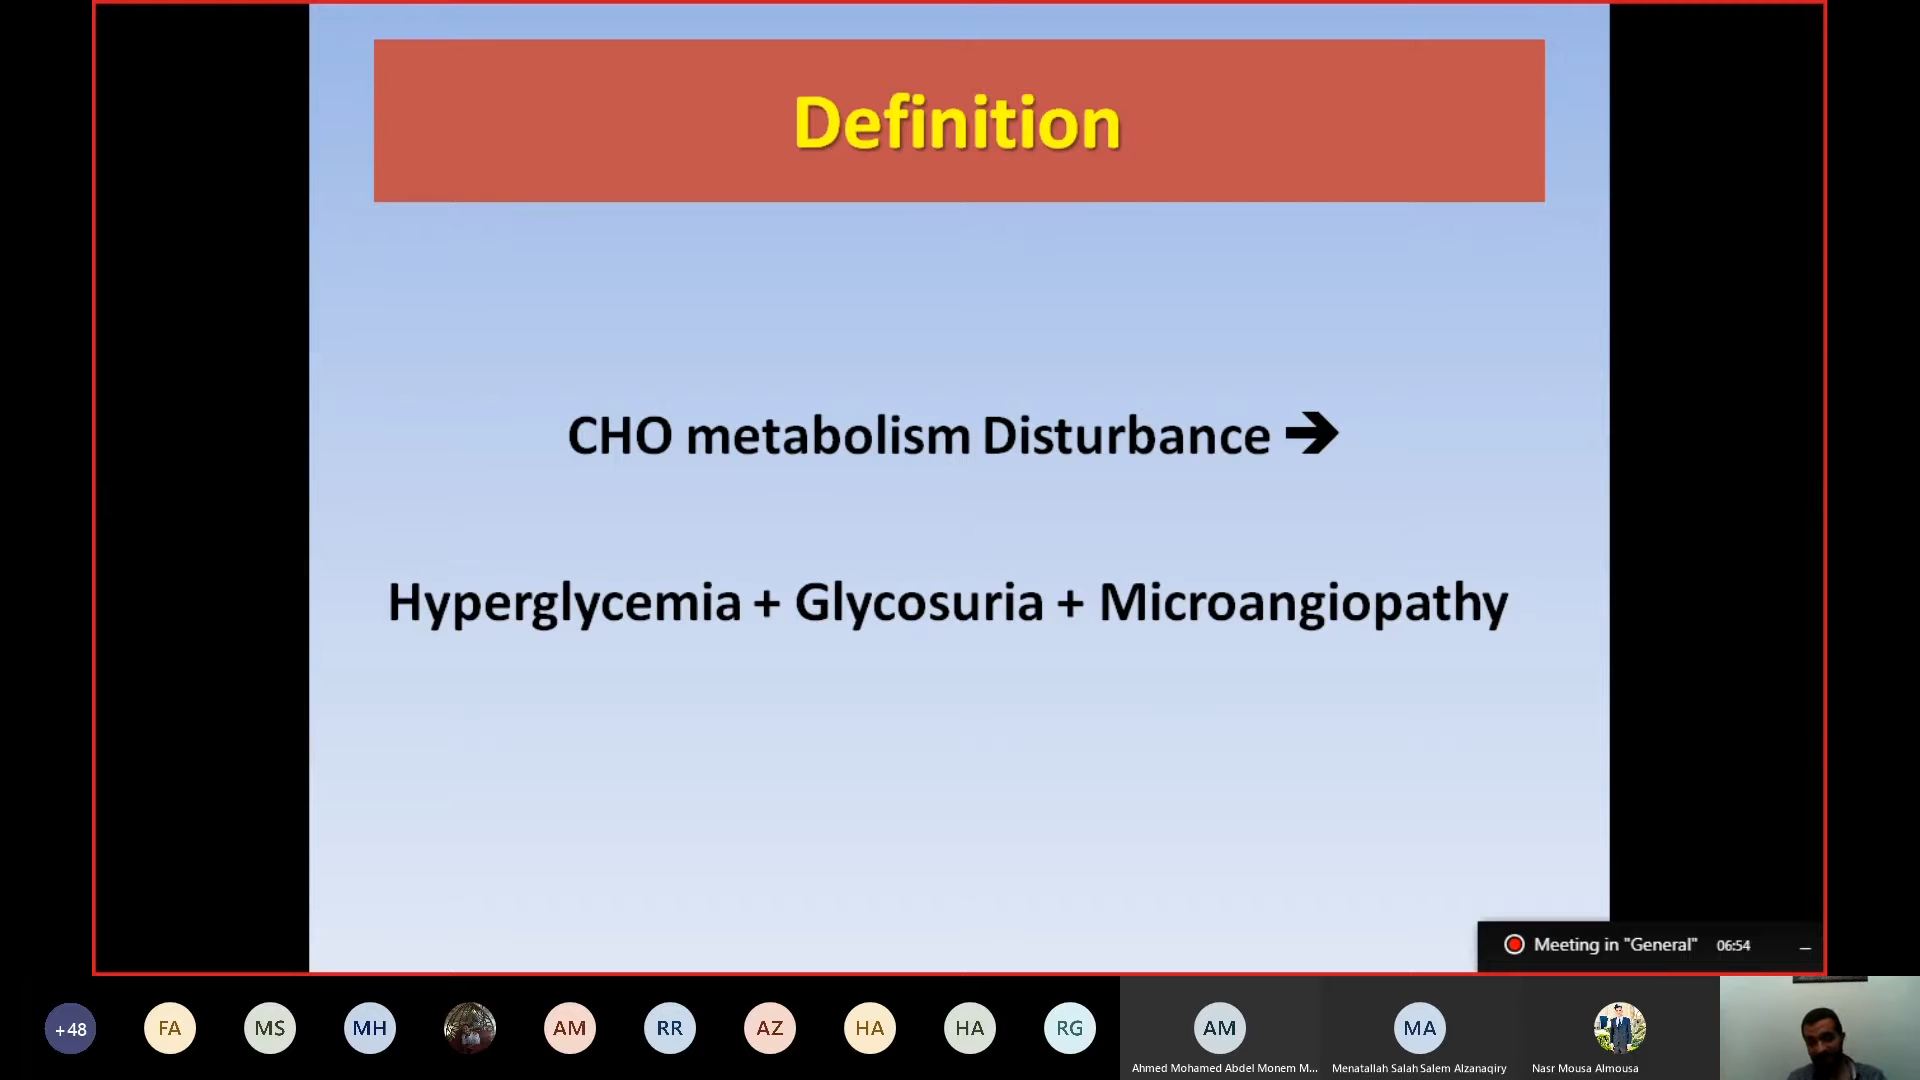 Definition
CHO metabolism Disturbance ➔
Hyperglycemia + Glycosuria + Microangiopathy
Meeting in "General" 06:54 –
+48
FA
MS
MH
AM
RR
AZ
HA
HA
RG
AM
MA
Ahmed Mohamed Abdel Monem M...
Menatallah Salah Salem Alzanaqiry
Nasr Mousa Almousa